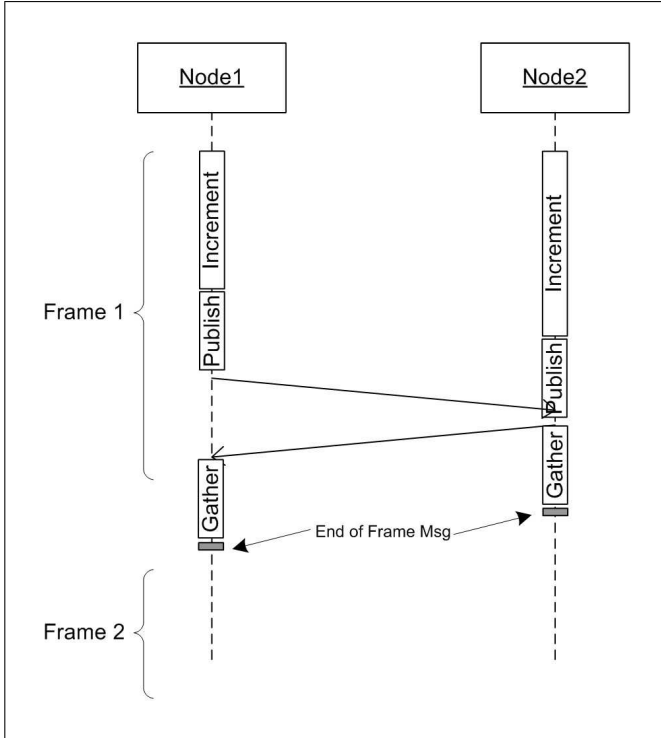 Node1
Node2
Increment
Increment
Frame 1
Publish
Publish
Gather
Gather
End of Frame Msg
Frame 2